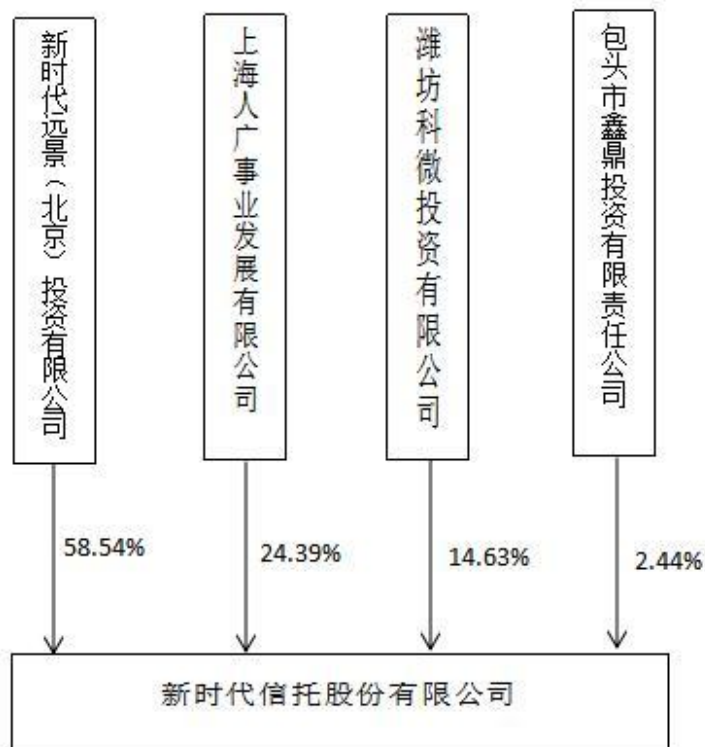 新时代远景（北京）投资有限公司
上海人广事业发展有限公司
潍坊科微投资有限公司
包头市鑫鼎投资有限责任公司
58.54%
24.39%
14.63%
2.44%
新时代信托股份有限公司